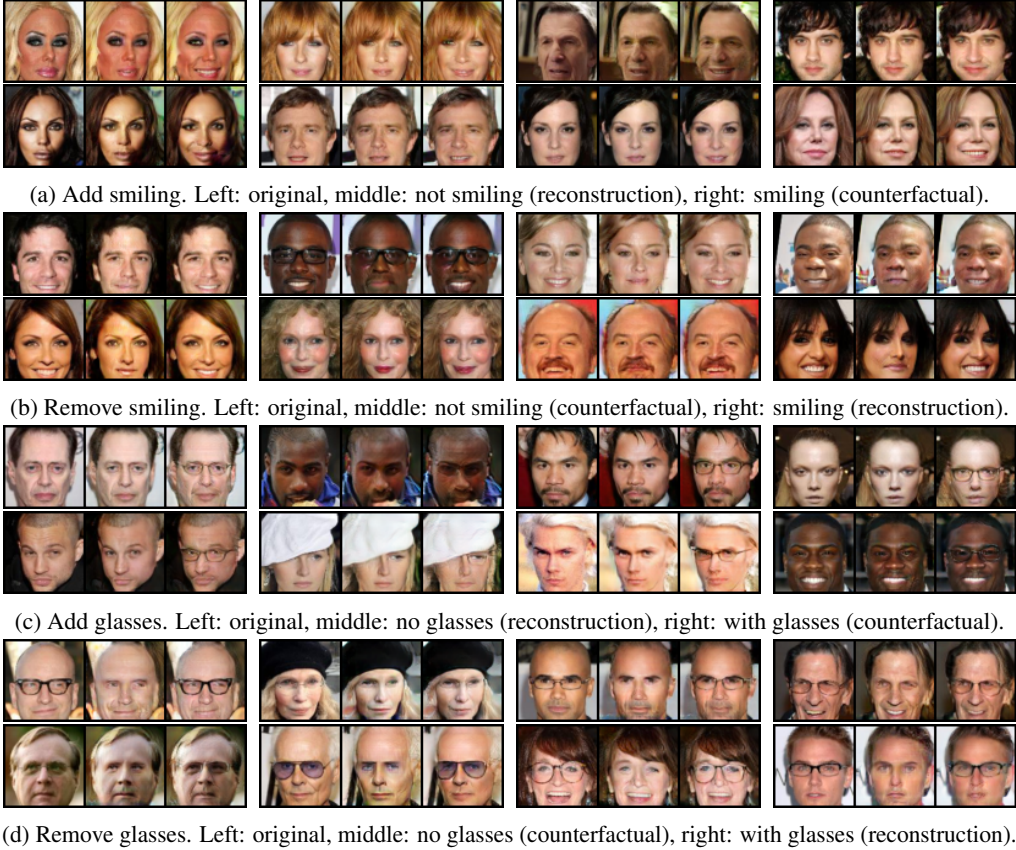 (a) Add smiling. Left: original, middle: not smiling (reconstruction), right: smiling (counterfactual).
(b) Remove smiling. Left: original, middle: not smiling (counterfactual), right: smiling (reconstruction).
(c) Add glasses. Left: original, middle: no glasses (reconstruction), right: with glasses (counterfactual).
(d) Remove glasses. Left: original, middle: no glasses (counterfactual), right: with glasses (reconstruction).